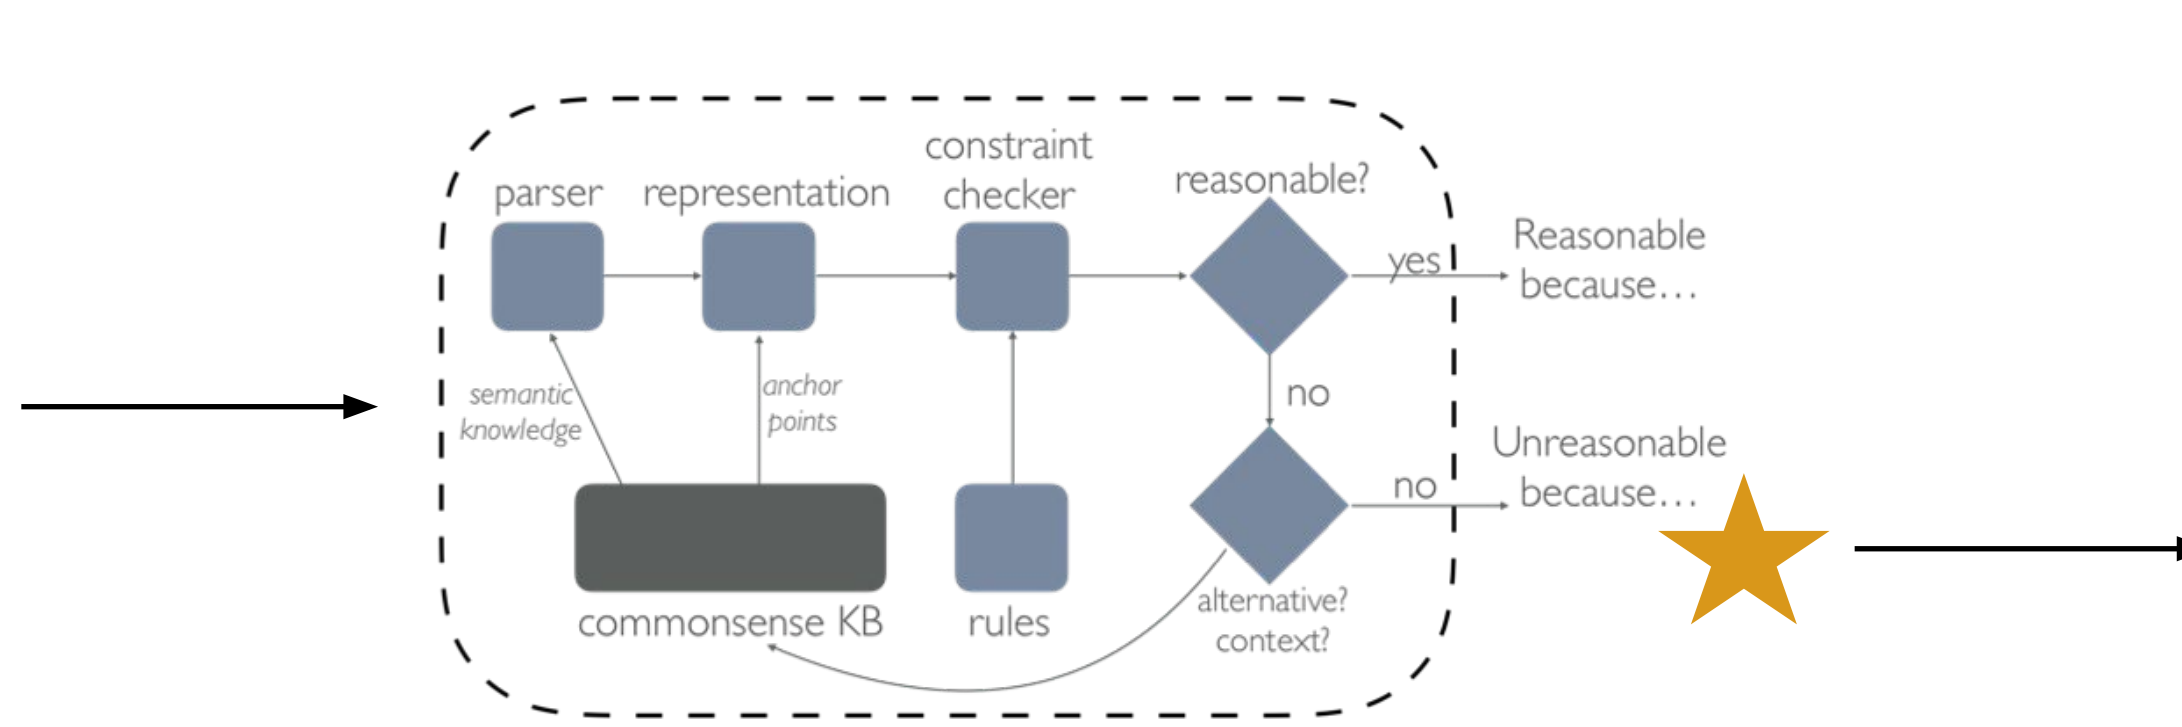 parser
representation
constraint
checker
reasonable?
yes
Reasonable
because...
semantic
knowledge
anchor
points
no
Unreasonable
because...
no
commonsense KB
rules
alternative?
context?